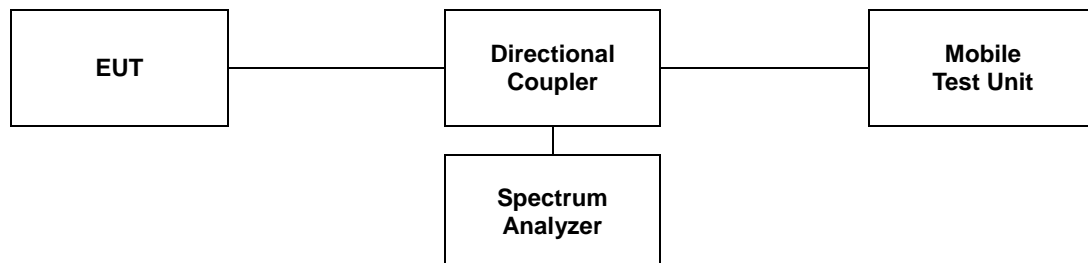 EUT
Directional
Coupler
Mobile
Test Unit
Spectrum
Analyzer